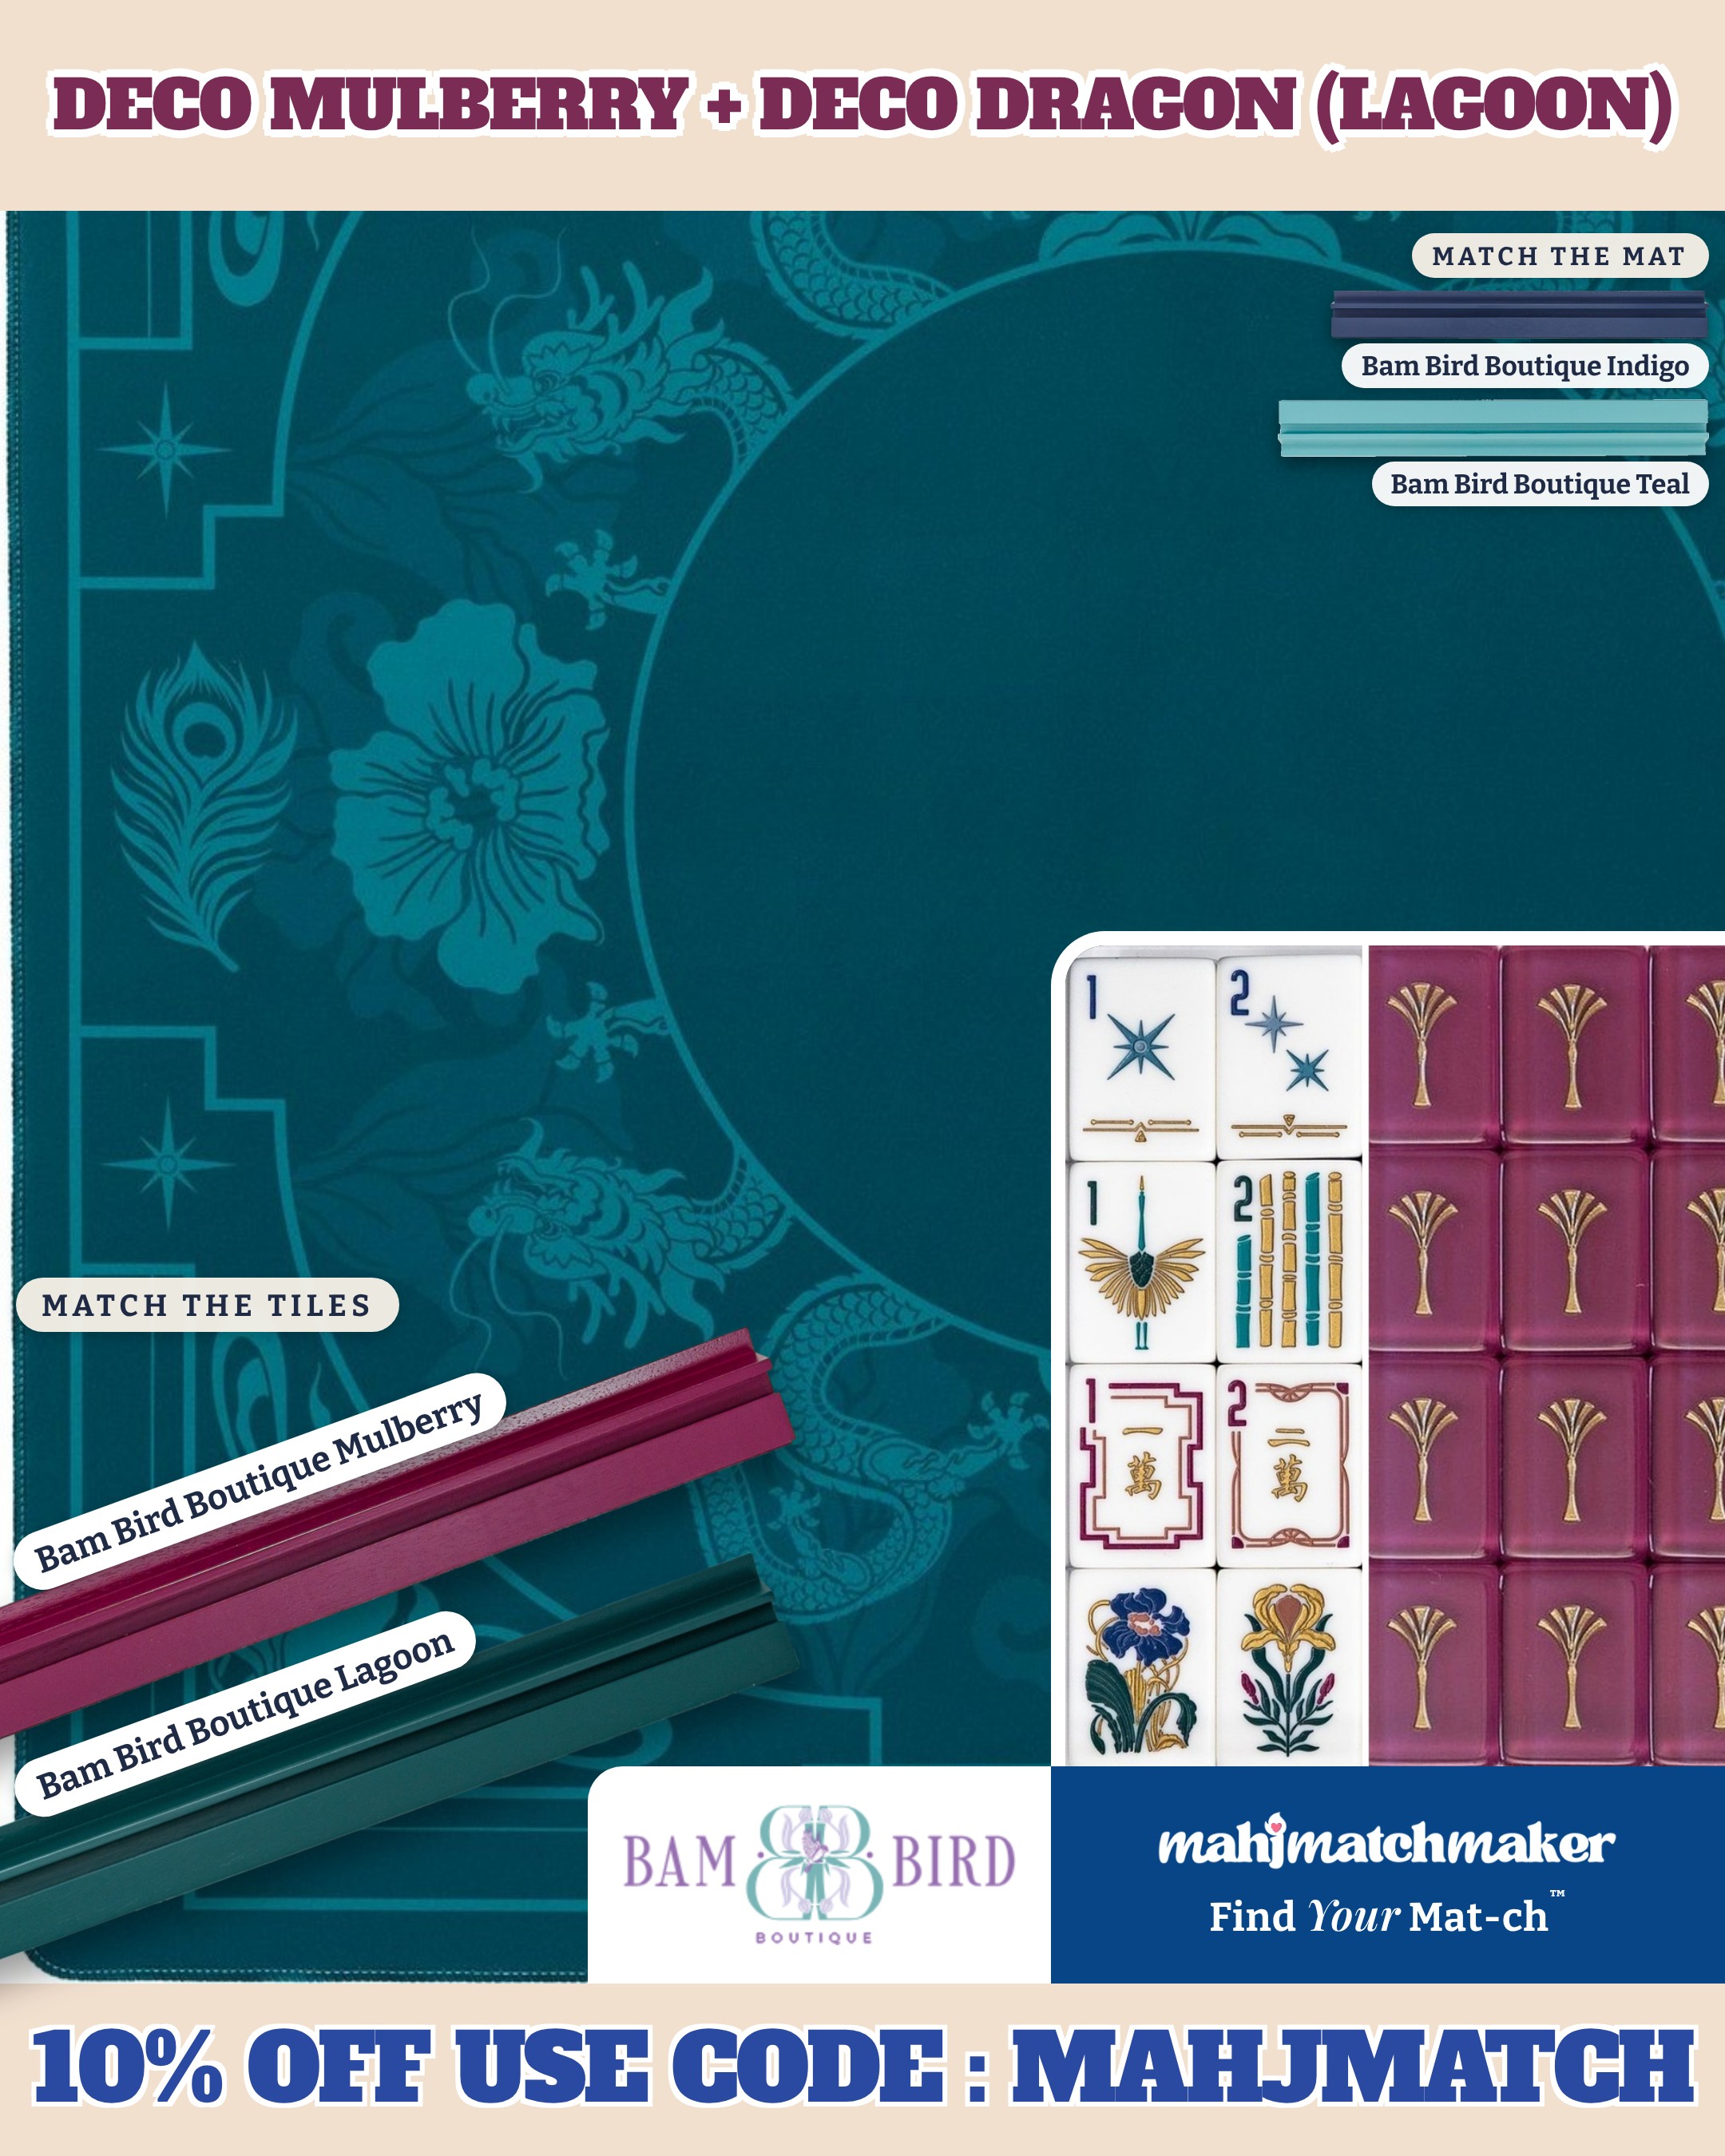 DECO MULBERRY + DECO DRAGON (LAGOON)
MATCH THE MAT
Bam Bird Boutique Indigo
Bam Bird Boutique Teal
1
2
1
2
MATCH THE TILES
Bam Bird Boutique Mulberry
1
一
萬
2
二
萬
Bam Bird Boutique Lagoon
BAM BIRD
BOUTIQUE
mahjmatchmaker
Find Your Mat-ch™
10% OFF USE CODE : MAHJMATCH